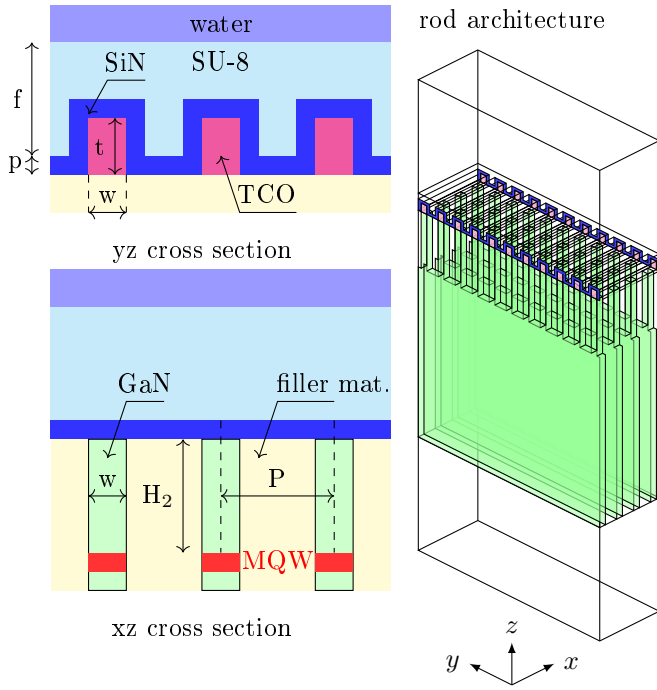 water
rod architecture
SiN
SU-8
f
t
p
w
TCO
yz cross section
GaN
filler mat.
w
H2
P
MQW
xz cross section
z
y
x